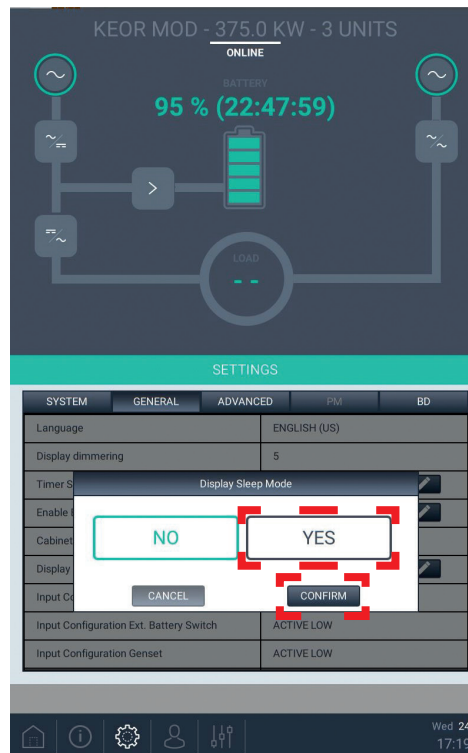 KEOR MOD - 375.0 KW - 3 UNITS
ONLINE
BATTERY
95 % (22:47:59)
LOAD
--
SETTINGS
SYSTEM GENERAL ADVANCED PM BD
Language ENGLISH (US)
Display dimmering 5
Timer S
Enable
Display Sleep Mode
NO YES
Cabinet
Display
CANCEL CONFIRM
Input Co
Input Configuration Ext. Battery Switch ACTIVE LOW
Input Configuration Genset ACTIVE LOW
Wed 24
17:19